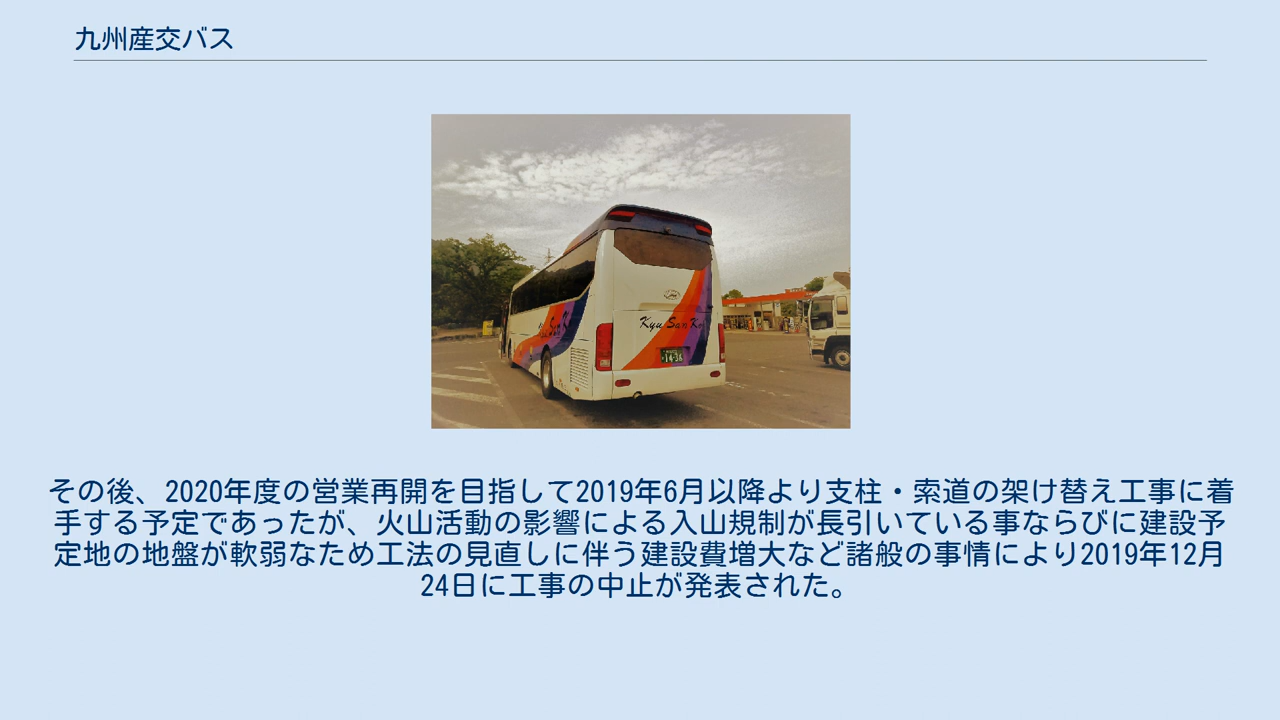 九州産交バス
Kyu San Ko
14-36
その後、2020年度の営業再開を目指して2019年6月以降より支柱・索道の架け替え工事に着
手する予定であったが、火山活動の影響による入山規制が長引いている事ならびに建設予
定地の地盤が軟弱なため工法の見直しに伴う建設費増大など諸般の事情により2019年12月
24日に工事の中止が発表された。